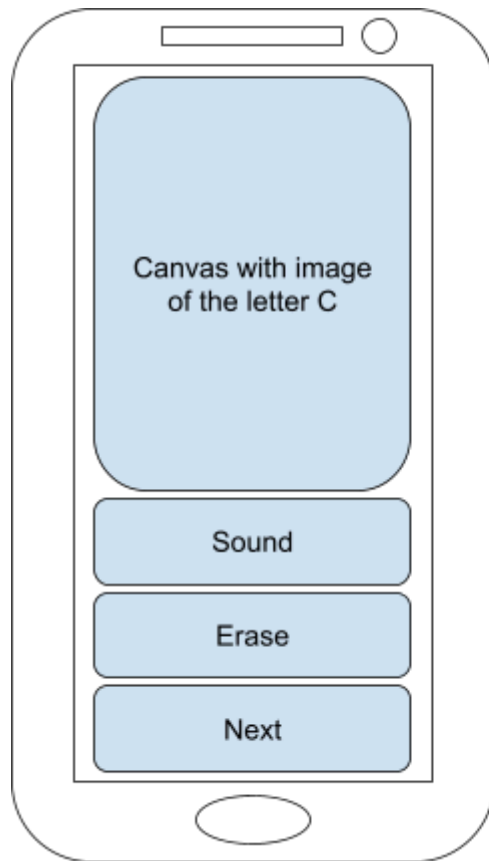 Canvas with image
of the letter C
Sound
Erase
Next